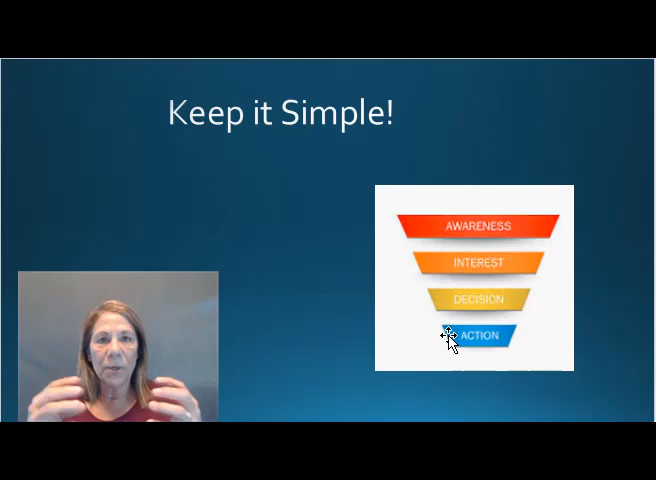 Keep it Simple!
AWARENESS
INTEREST
DECISION
ACTION